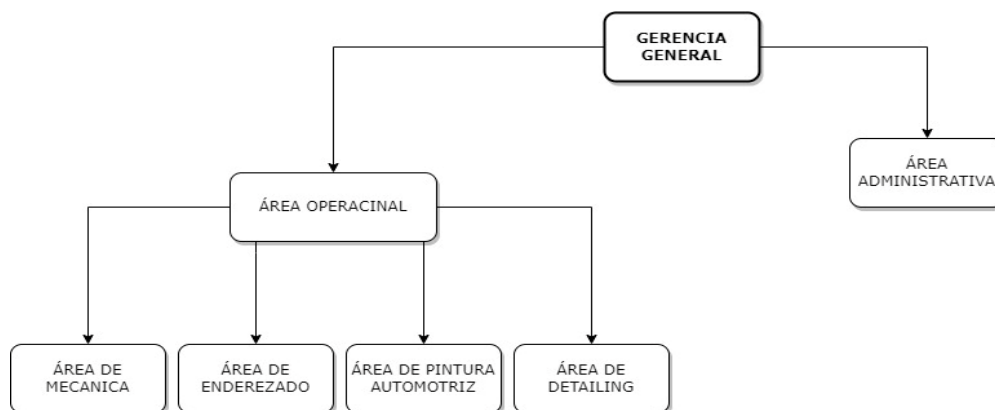 GERENCIA
GENERAL
ÁREA
ADMINISTRATIVA
ÁREA OPERACINAL
ÁREA DE
MECANICA
ÁREA DE
ENDEREZADO
ÁREA DE PINTURA
AUTOMOTRIZ
ÁREA DE
DETAILING